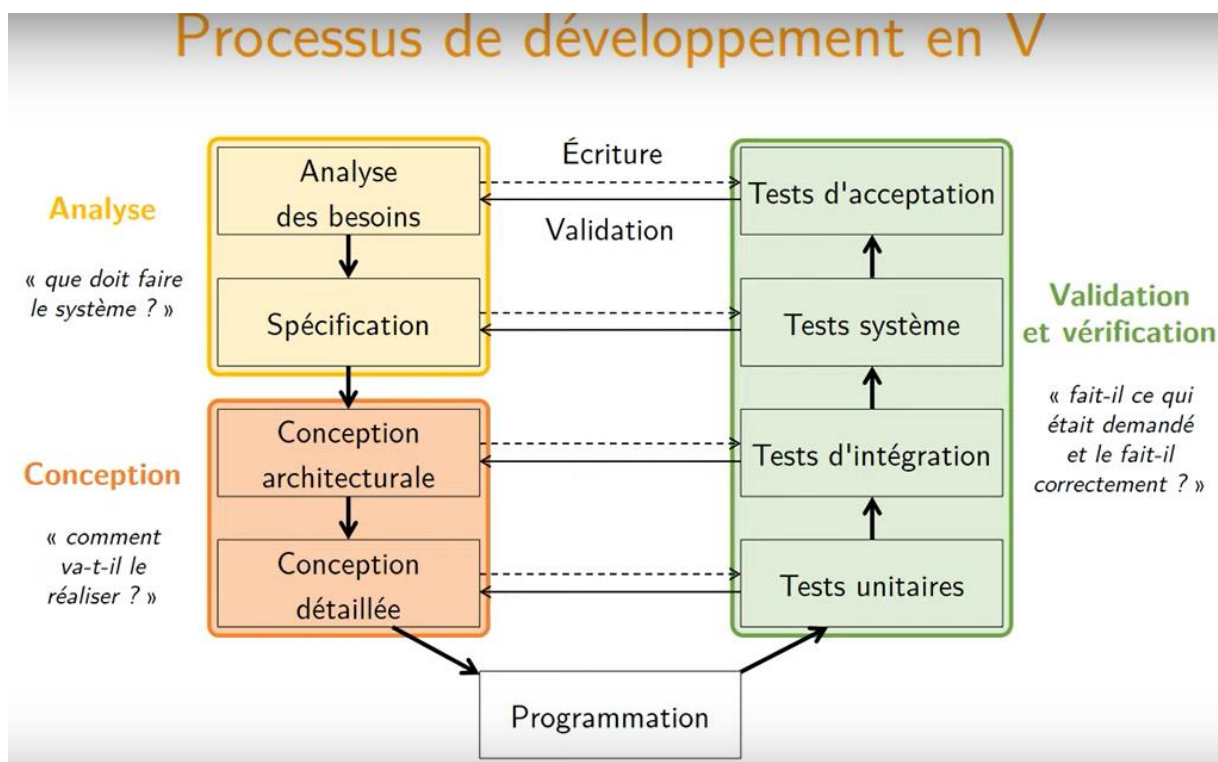 Processus de développement en V
Analyse
« que doit faire
le système ? »
Analyse
des besoins
Spécification
Conception
« comment
va-t-il le
réaliser ? »
Conception
architecturale
Conception
détaillée
Écriture
Validation
Programmation
Tests d'acceptation
Tests système
Tests d'intégration
Tests unitaires
Validation
et vérification
« fait-il ce qui
était demandé
et le fait-il
correctement ? »